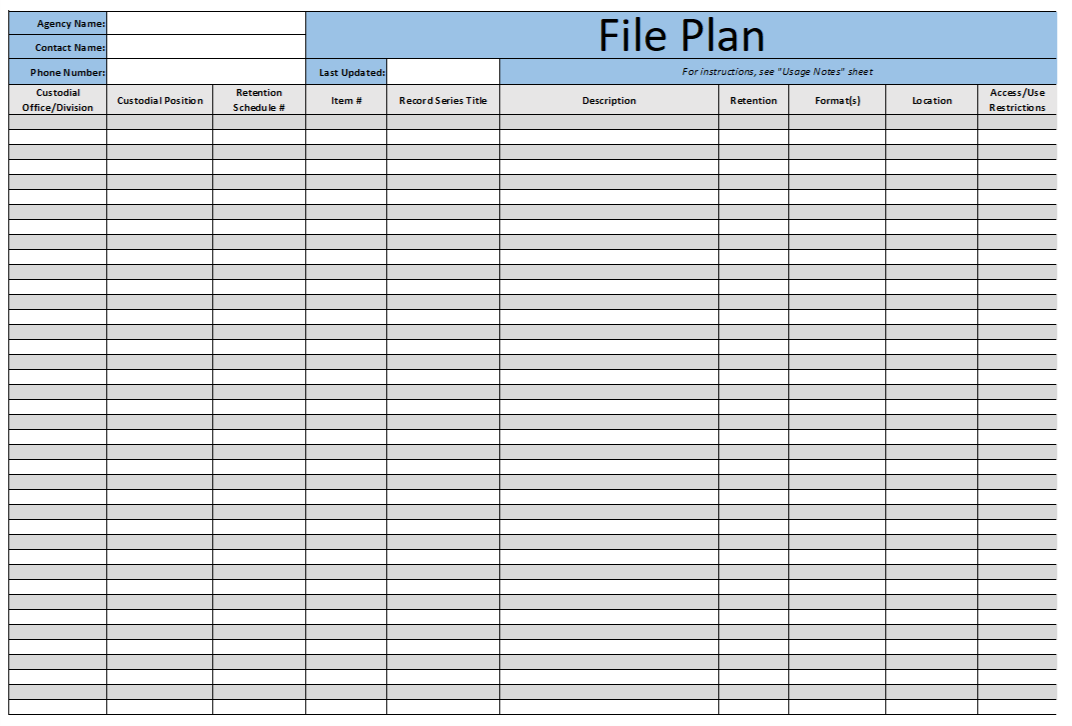 Agency Name:
File Plan
Contact Name:
Phone Number:
Last Updated:
For instructions, see "Usage Notes" sheet
Custodial
Office/Division
Custodial Position
Retention
Schedule #
Item #
Record Series Title
Description
Retention
Format(s)
Location
Access/Use
Restrictions